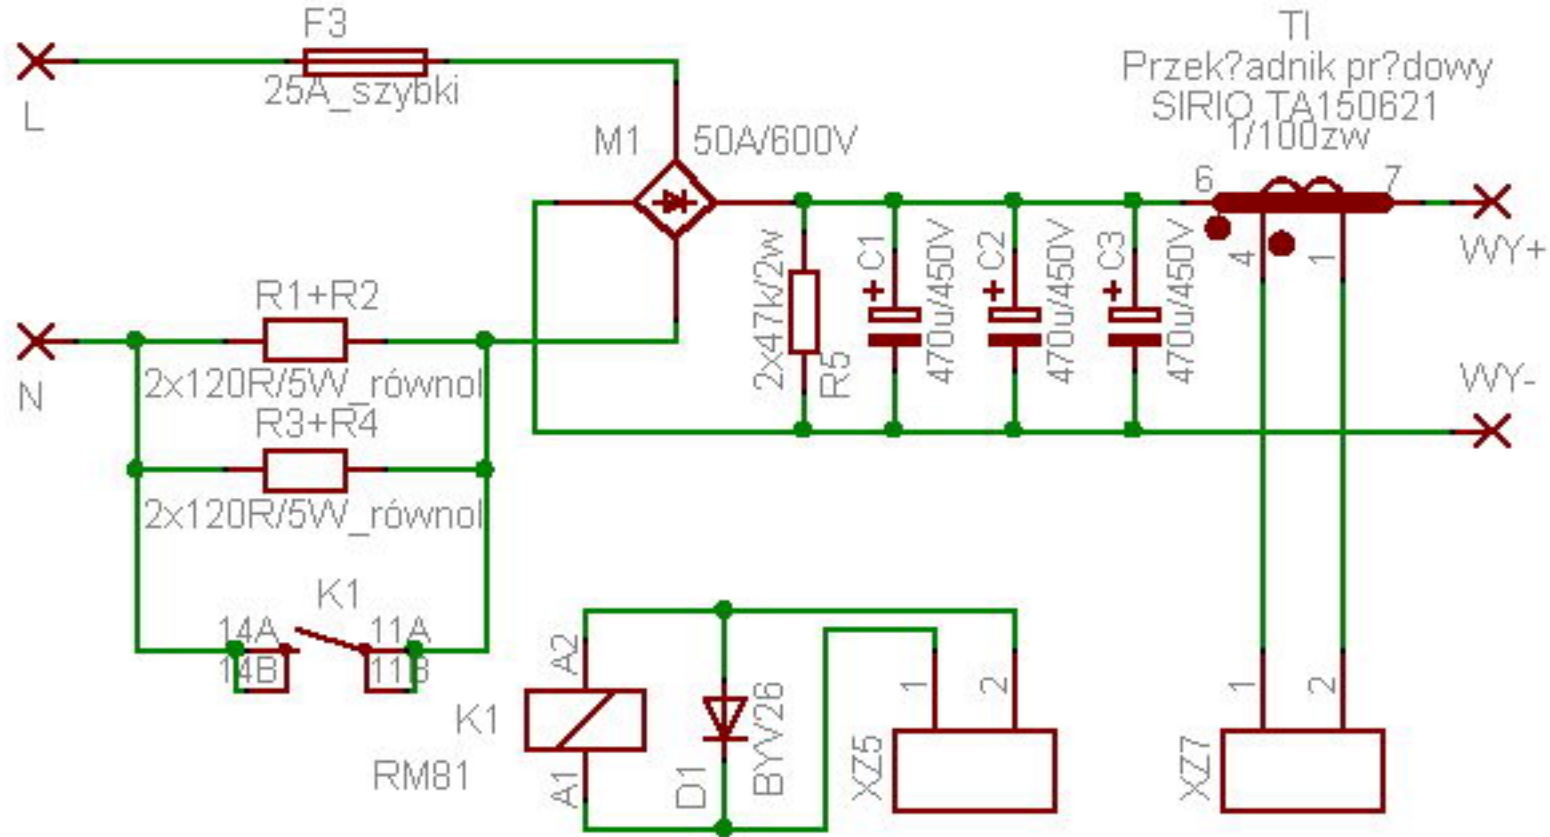 F3
25A_szybki
L
M1
50A/600V
TI
Przek?adnik pr?dowy
SIRIO TA150621
1/100zw
6
7
4
1
WY+
WY-
R1+R2
2x120R/5W_równol
N
R3+R4
2x120R/5W_równol
2x47k/2w
R5
+ C1
470u/450V
+ C2
470u/450V
+ C3
470u/450V
K1
14A
11A
14B
11B
K1
RM81
A2
A1
D1
BYV26
1
2
XZ5
1
2
XZ7